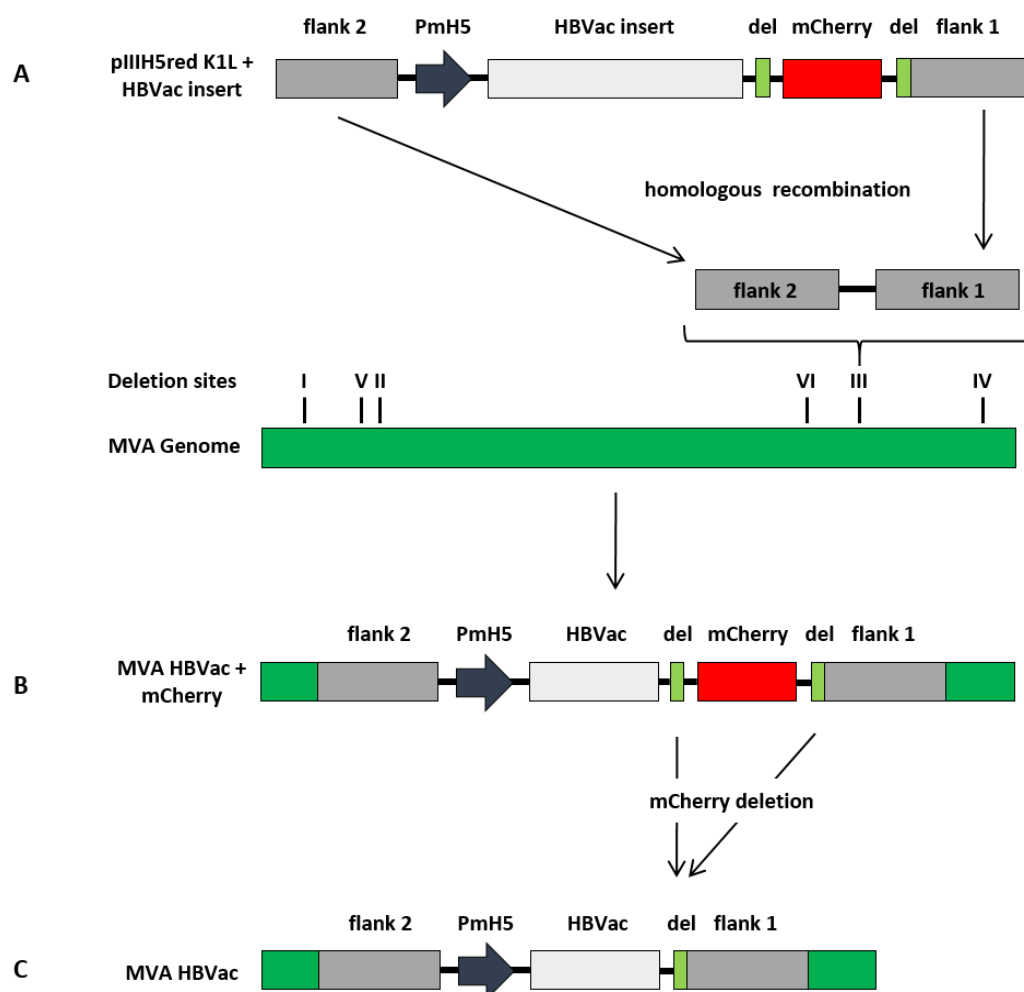 flank 2 PmH5 HBVac insert del mCherry del flank 1
A
pIIIH5red K1L +
HBVac insert
homologous recombination
flank 2 flank 1
Deletion sites I V II VI III IV
MVA Genome
flank 2 PmH5 HBVac del mCherry del flank 1
B
MVA HBVac +
mCherry
mCherry deletion
flank 2 PmH5 HBVac del flank 1
C MVA HBVac